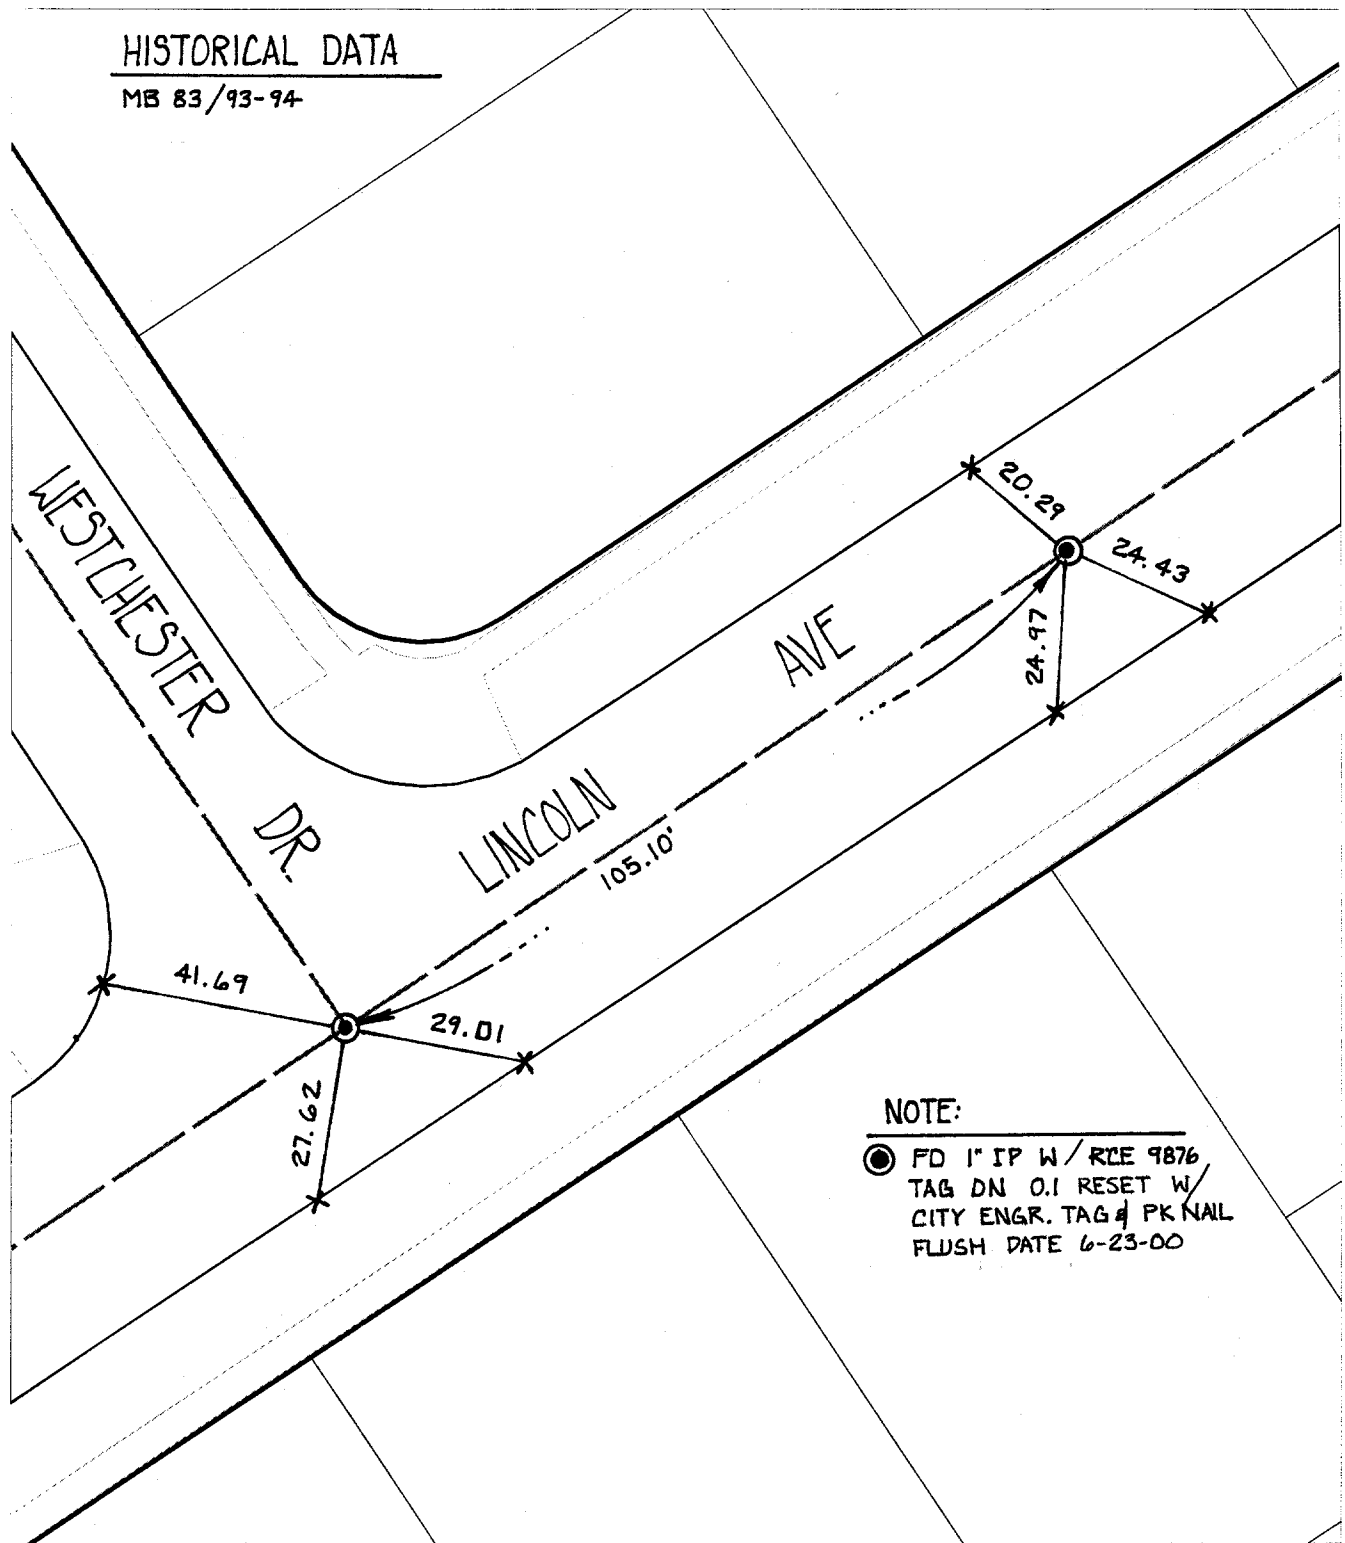 HISTORICAL DATA
MB 83/93-94
WESTCHESTER
DR.
LINCOLN
AVE
20.29
24.43
24.97
105.10'
41.69
29.01
27.62
NOTE:
FD 1" IP W/ RCE 9876
TAG DN 0.1 RESET W/
CITY ENGR. TAG & PK NAIL
FLUSH DATE 6-23-00